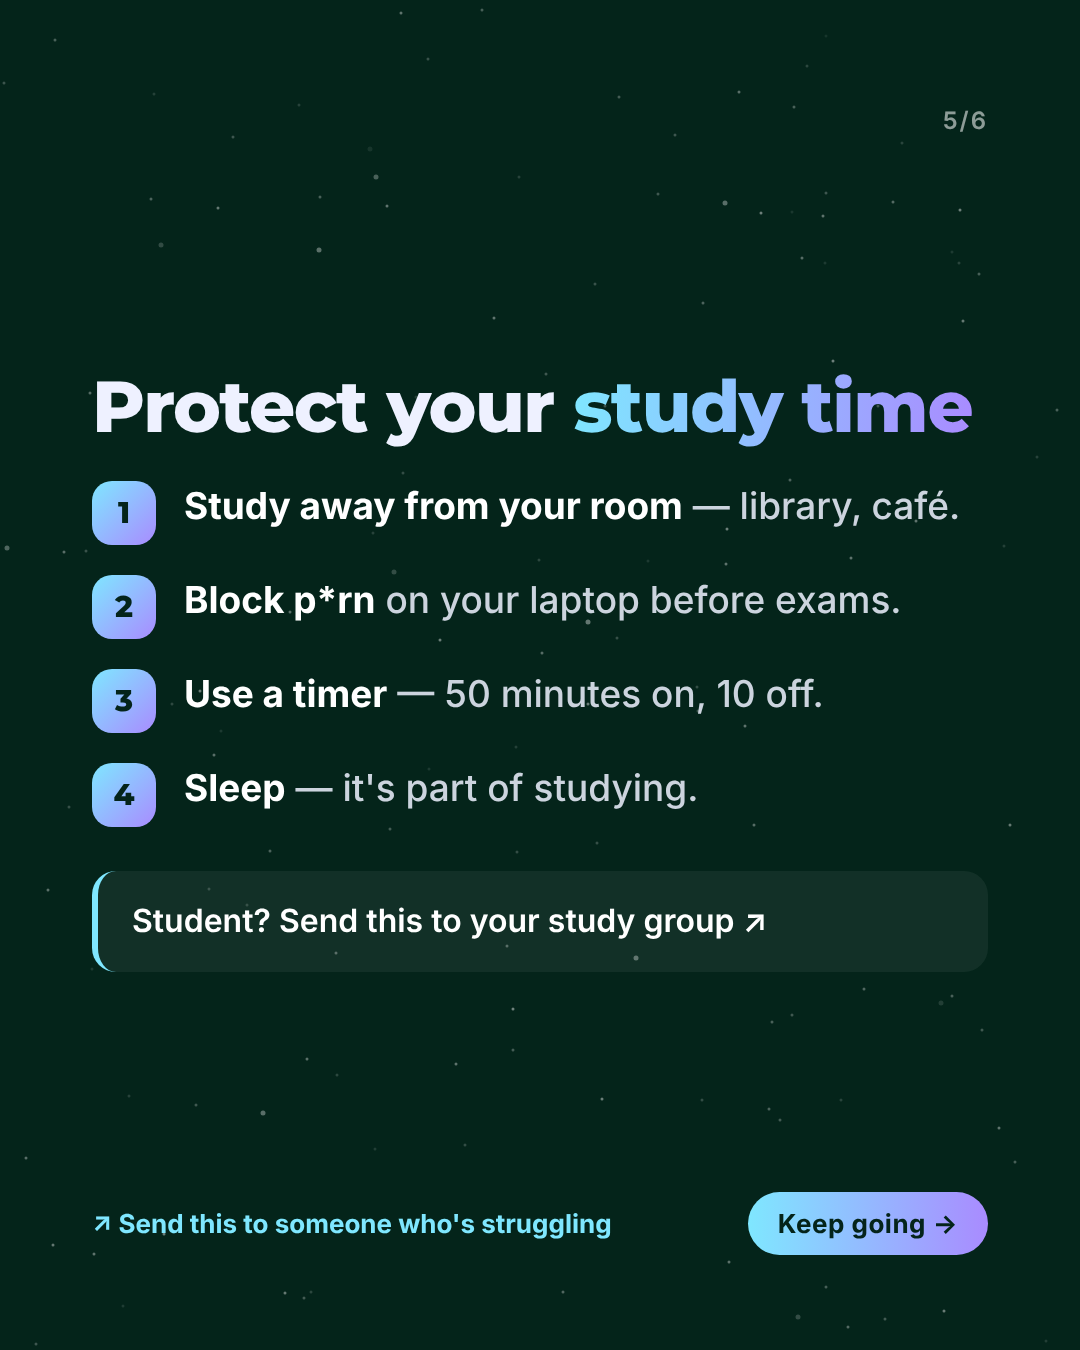 5/6
Protect your study time
1 Study away from your room — library, café.
2 Block p*rn on your laptop before exams.
3 Use a timer — 50 minutes on, 10 off.
4 Sleep — it's part of studying.
Student? Send this to your study group ↗
↗ Send this to someone who's struggling
Keep going →